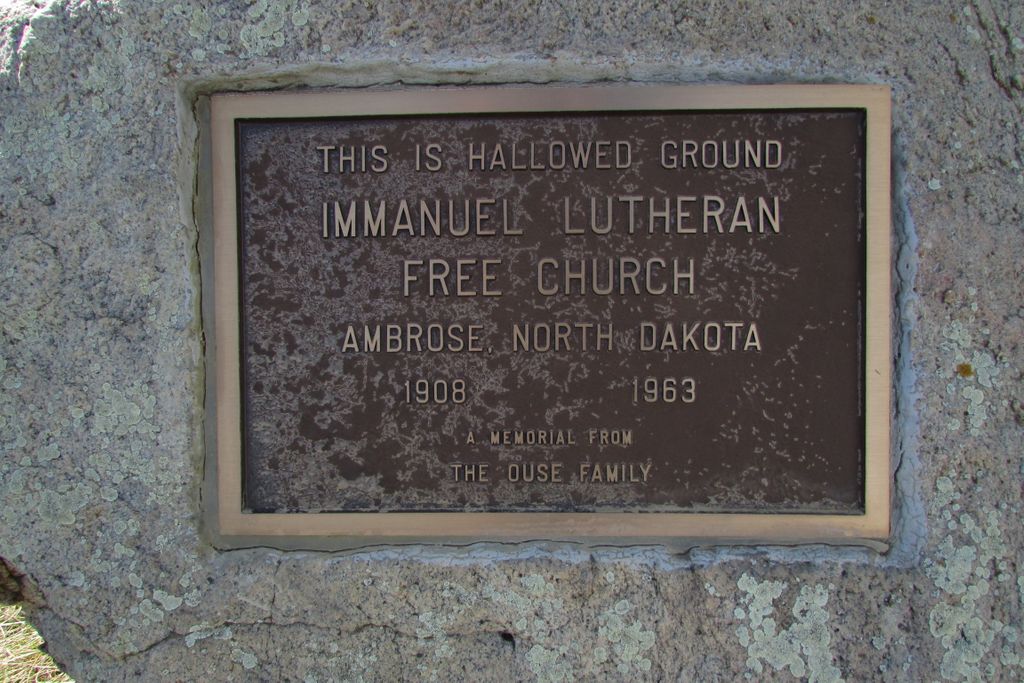 THIS IS HALLOWED GROUND
IMMANUEL LUTHERAN
FREE CHURCH
AMBROSE, NORTH DAKOTA
1908 1963
A MEMORIAL FROM
THE OUSE FAMILY